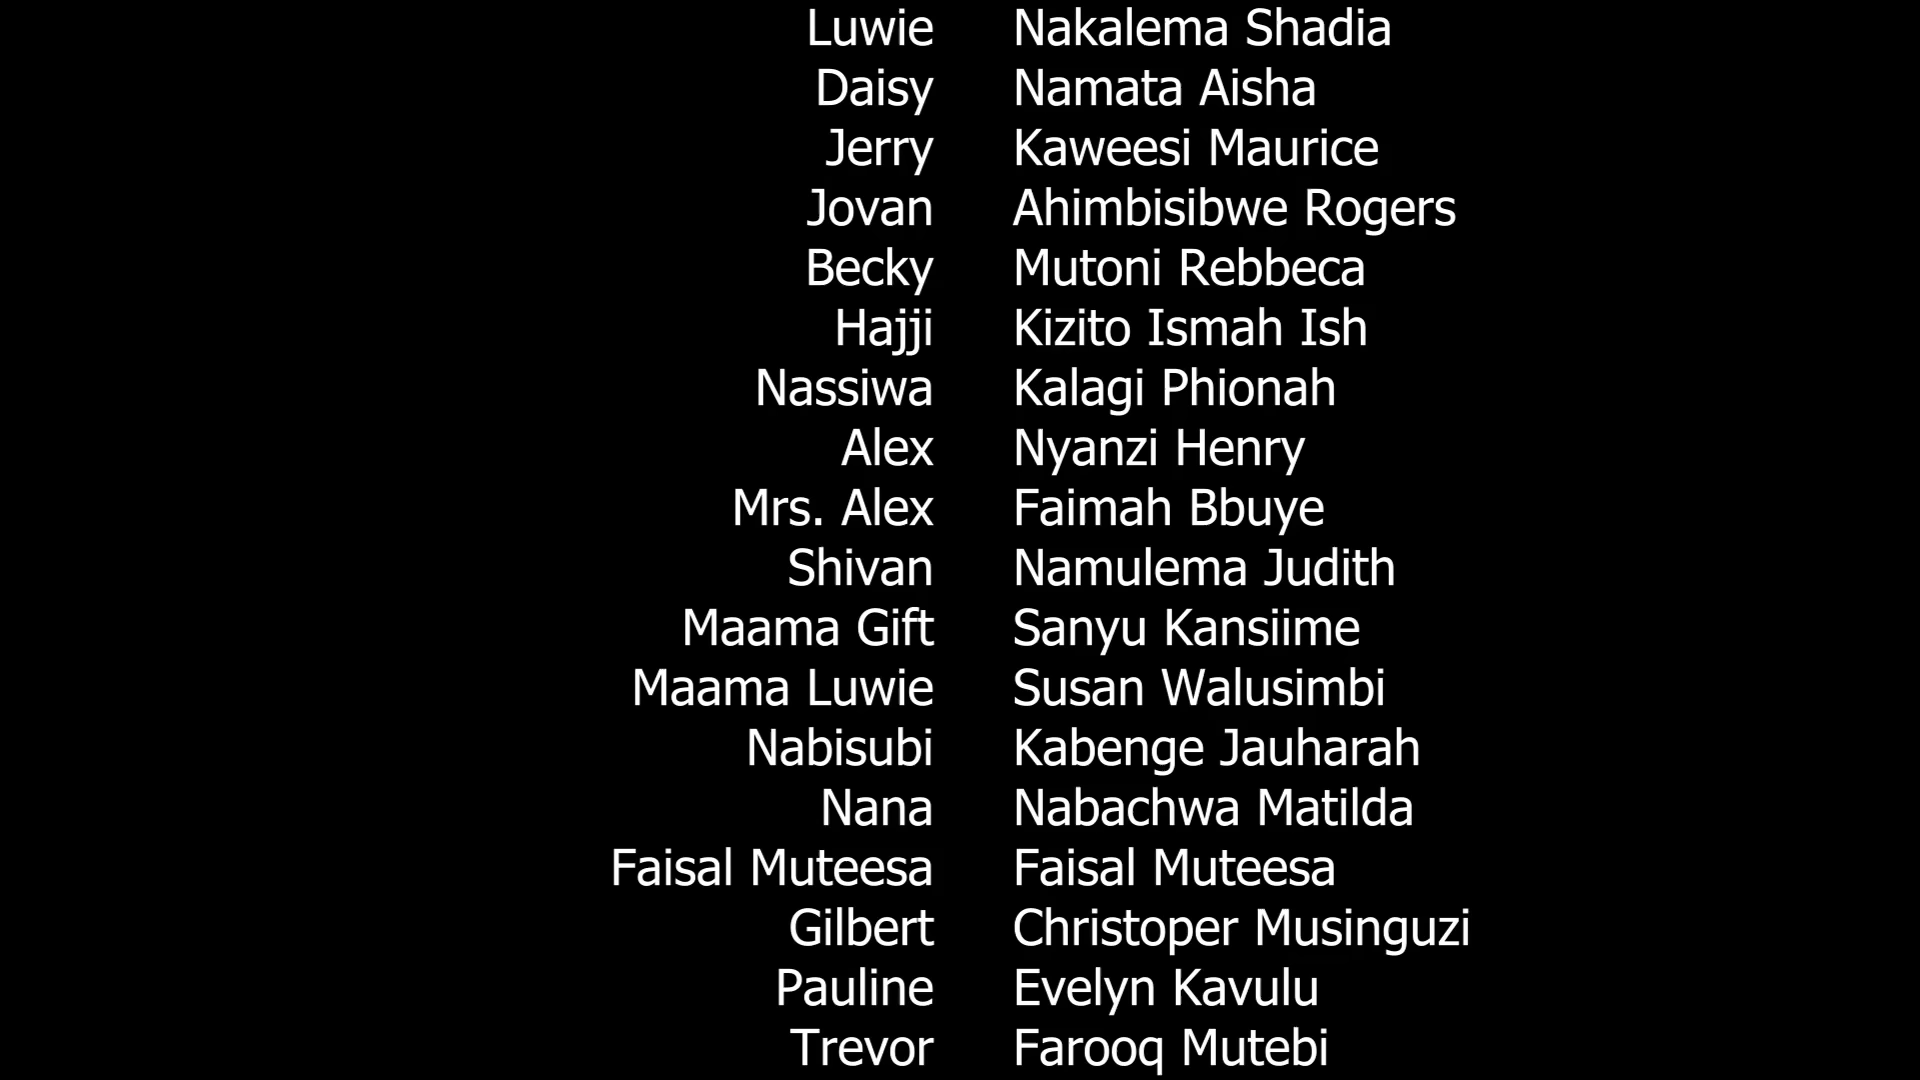 Luwie Nakalema Shadia
Daisy Namata Aisha
Jerry Kaweesi Maurice
Jovan Ahimbisibwe Rogers
Becky Mutoni Rebbeca
Hajji Kizito Ismah Ish
Nassiwa Kalagi Phionah
Alex Nyanzi Henry
Mrs. Alex Faimah Bbuye
Shivan Namulema Judith
Maama Gift Sanyu Kansiime
Maama Luwie Susan Walusimbi
Nabisubi Kabenge Jauharah
Nana Nabachwa Matilda
Faisal Muteesa Faisal Muteesa
Gilbert Christoper Musinguzi
Pauline Evelyn Kavulu
Trevor Farooq Mutebi